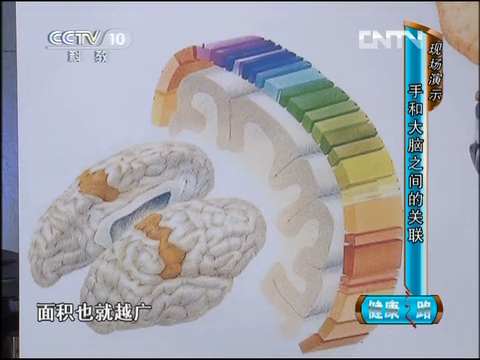 CCTV 10
科教
CNTV
现场演示
手和大脑之间的关联
面积也就越广
健康之路